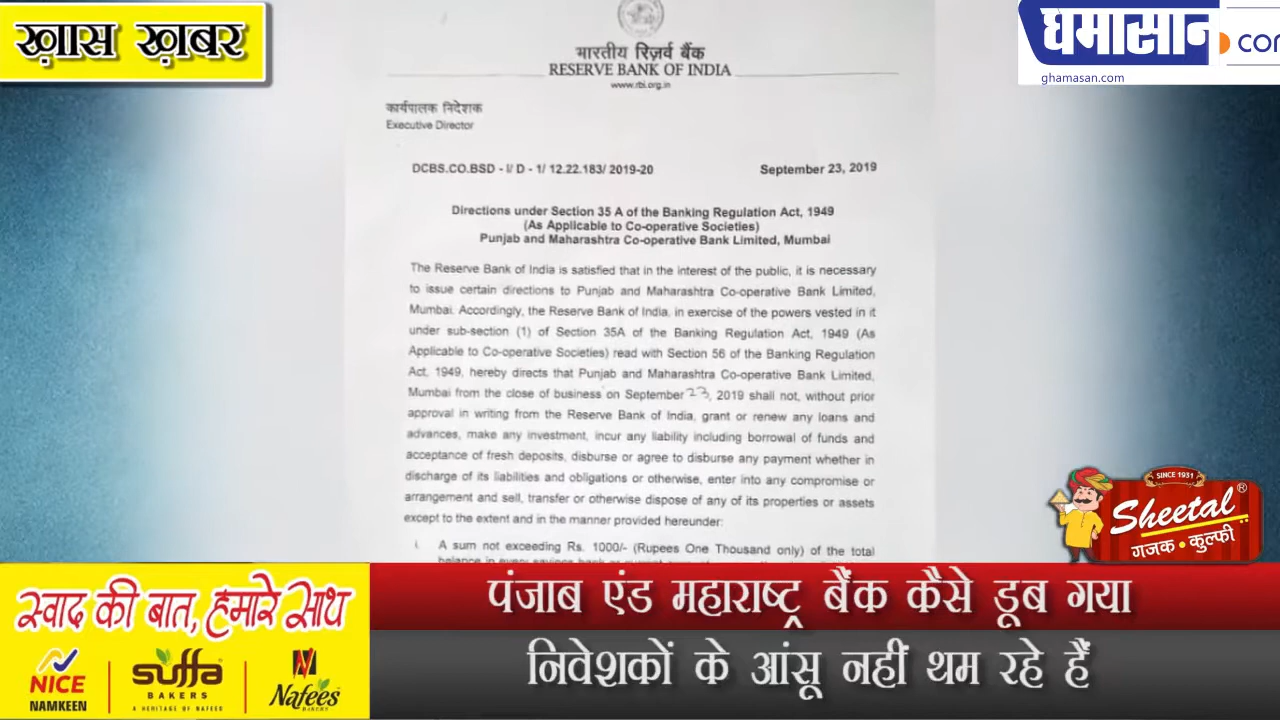 ख़ास ख़बर
घमासान.com
ghamasan.com
भारतीय रिज़र्व बैंक
RESERVE BANK OF INDIA
www.rbi.org.in
कार्यपालक निदेशक
Executive Director
DCBS.CO.BSD - I/ D - 1/ 12.22.183/ 2019-20 September 23, 2019
Directions under Section 35 A of the Banking Regulation Act, 1949
(As Applicable to Co-operative Societies)
Punjab and Maharashtra Co-operative Bank Limited, Mumbai
The Reserve Bank of India is satisfied that in the interest of the public, it is necessary
to issue certain directions to Punjab and Maharashtra Co-operative Bank Limited,
Mumbai. Accordingly, the Reserve Bank of India, in exercise of the powers vested in it
under sub-section (1) of Section 35A of the Banking Regulation Act, 1949 (As
Applicable to Co-operative Societies) read with Section 56 of the Banking Regulation
Act, 1949, hereby directs that Punjab and Maharashtra Co-operative Bank Limited,
Mumbai from the close of business on September 23, 2019 shall not, without prior
approval in writing from the Reserve Bank of India, grant or renew any loans and
advances, make any investment, incur any liability including borrowal of funds and
acceptance of fresh deposits, disburse or agree to disburse any payment whether in
discharge of its liabilities and obligations or otherwise, enter into any compromise or
arrangement and sell, transfer or otherwise dispose of any of its properties or assets
except to the extent and in the manner provided hereunder:
i. A sum not exceeding Rs. 1000/- (Rupees One Thousand only) of the total
SINCE 1931
Sheetal®
गजक • कुल्फी
स्वाद की बात, हमारे साथ
NICE
NAMKEEN
Suffa
BAKERS
A HERITAGE OF NAFEES
Nafees
BAKERY
पंजाब एंड महाराष्ट्र बैंक कैसे डूब गया
निवेशकों के आंसू नहीं थम रहे हैं